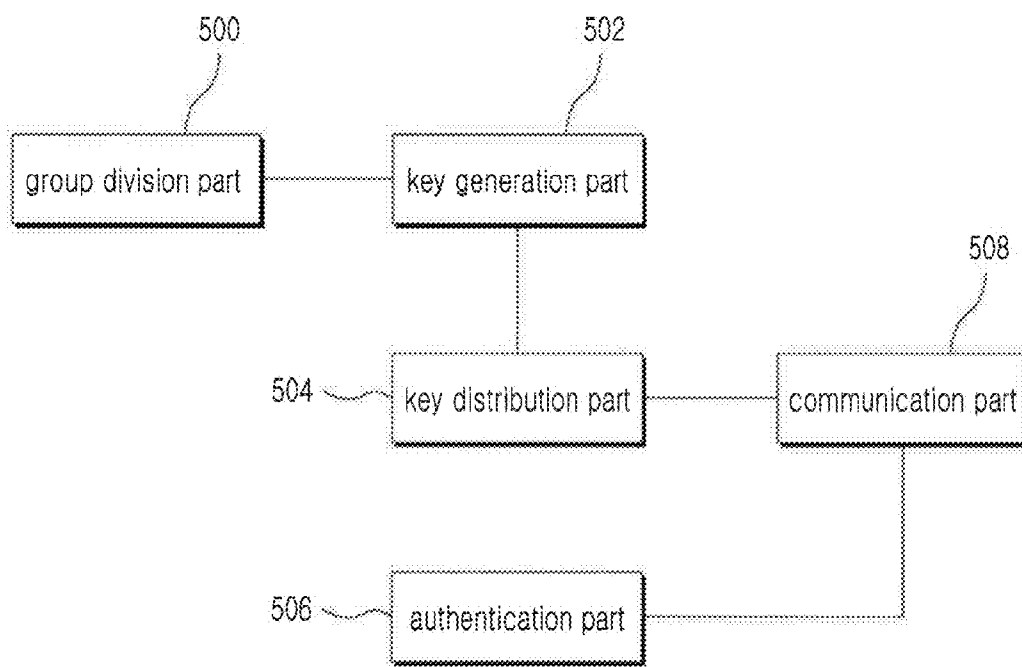 500
502
group division part
key generation part
508
504
key distribution part
communication part
506
authentication part